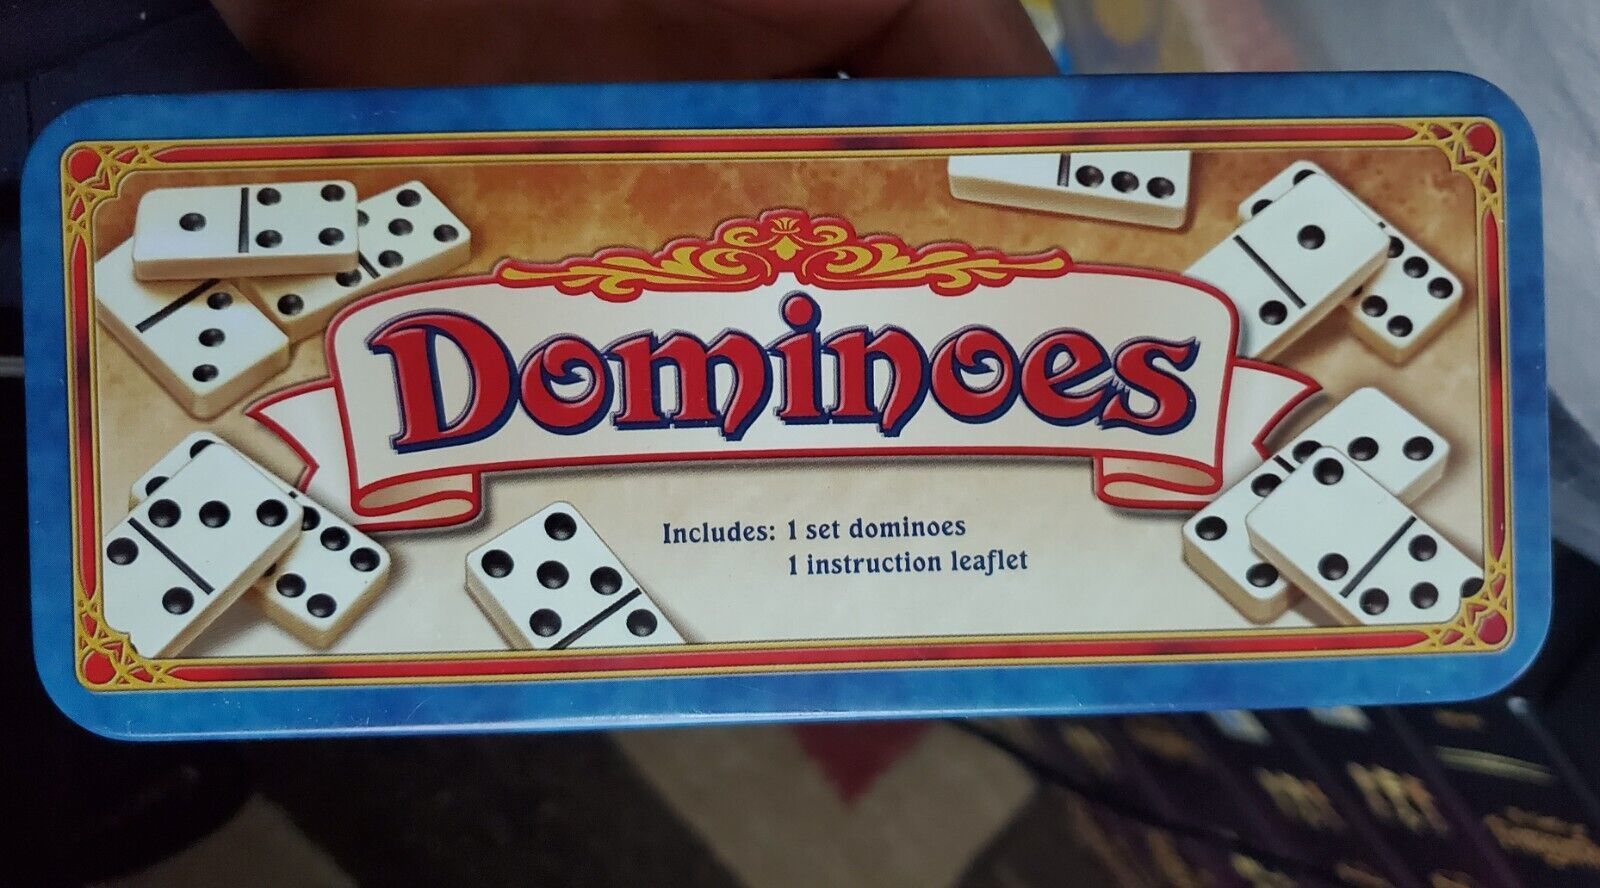 Dominoes
Includes: 1 set dominoes
1 instruction leaflet